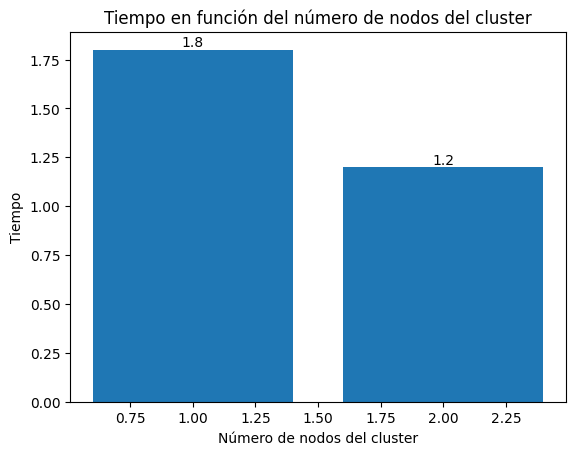 Tiempo en función del número de nodos del cluster
1.8
1.2
1.75
1.50
1.25
1.00
0.75
0.50
0.25
0.00
Tiempo
0.75 1.00 1.25 1.50 1.75 2.00 2.25
Número de nodos del cluster